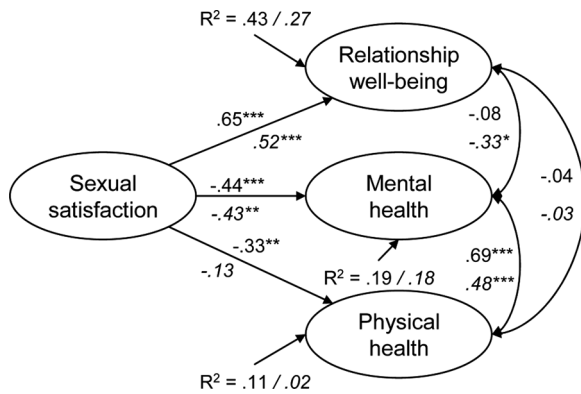 R² = .43 / .27
Relationship
well-being
.65***
.52***
-.08
-.33*
Sexual
satisfaction
-.44***
-.43**
Mental
health
-.04
-.03
-.33**
-.13
.69***
.48***
R² = .19 / .18
Physical
health
R² = .11 / .02